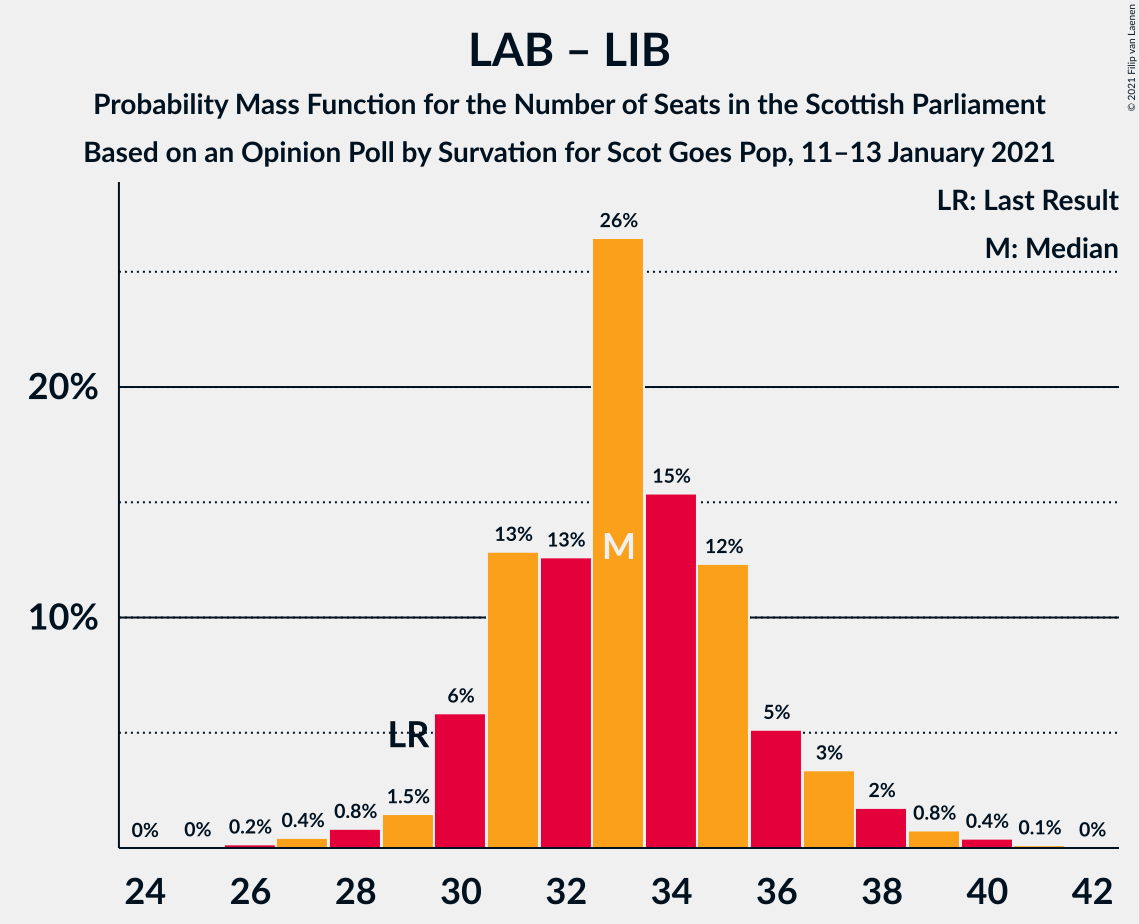 LAB – LIB
Probability Mass Function for the Number of Seats in the Scottish Parliament
Based on an Opinion Poll by Survation for Scot Goes Pop, 11–13 January 2021
© 2021 Filip van Laenen
LR: Last Result
M: Median
20%
10%
0%
0%
0.2%
0.4%
0.8%
1.5%
LR
6%
13%
13%
26%
M
15%
12%
5%
3%
2%
0.8%
0.4%
0.1%
0%
24 26 28 30 32 34 36 38 40 42